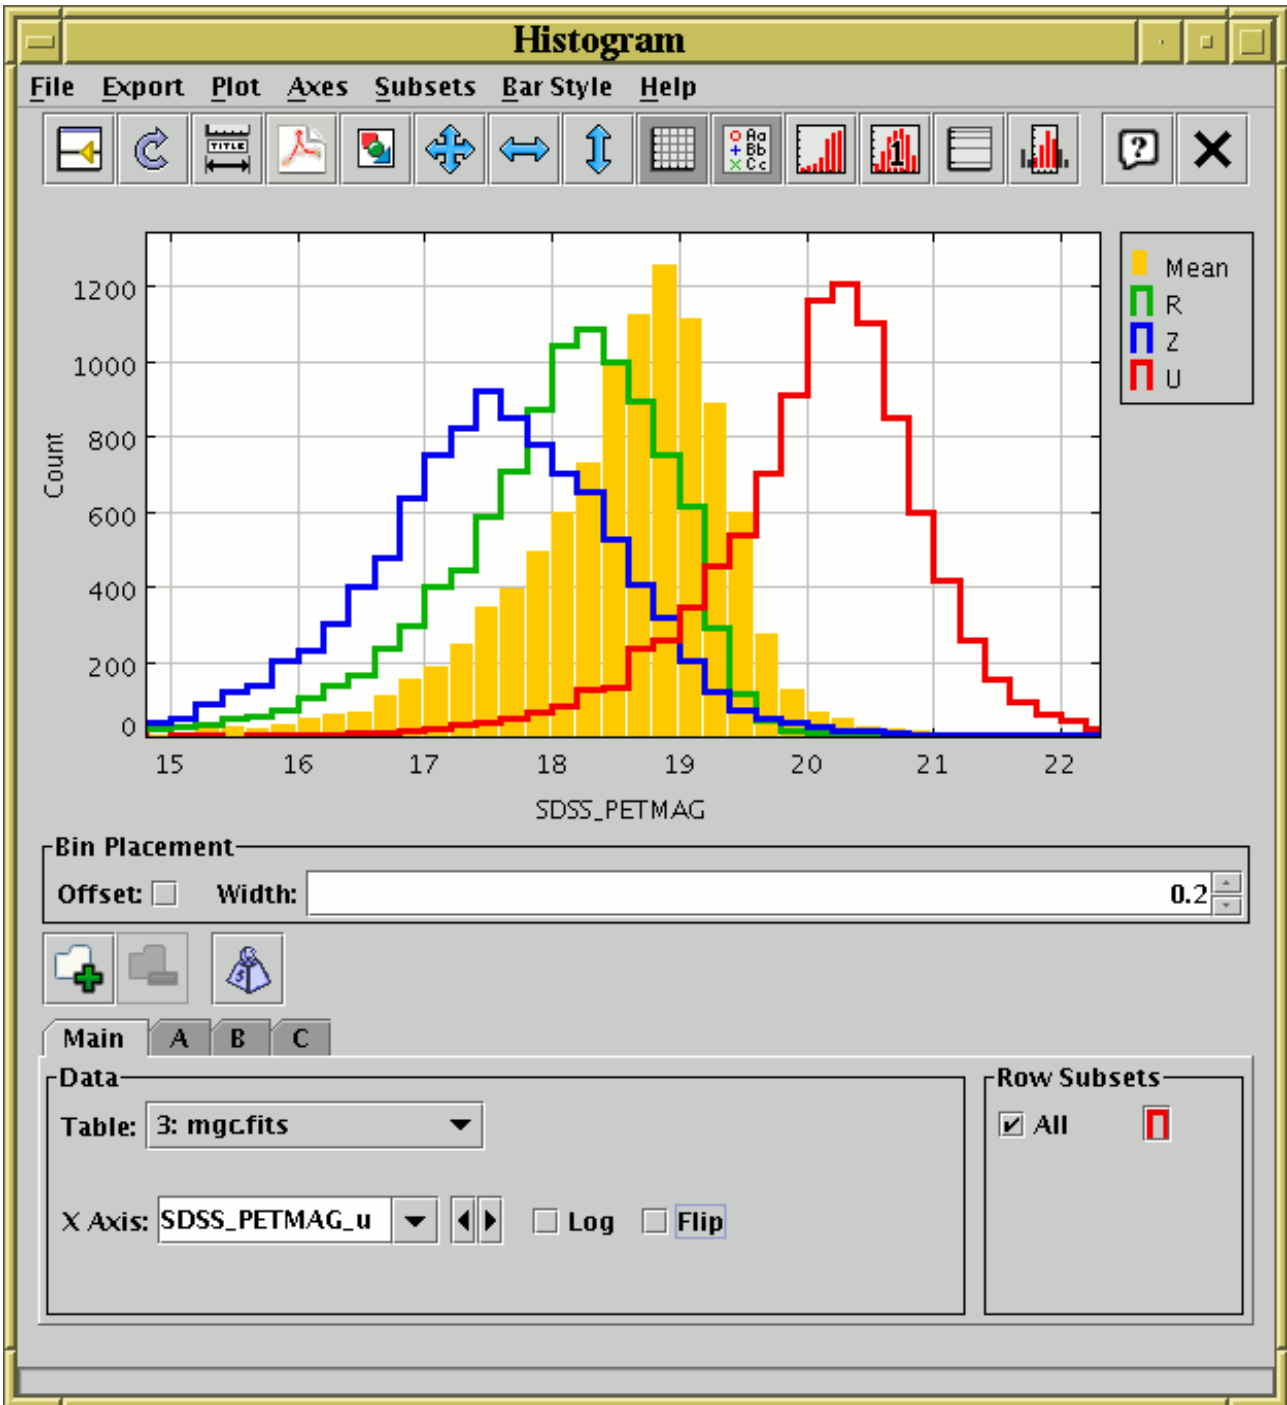 Histogram
File Export Plot Axes Subsets Bar Style Help
TITLE
Aa
Bb
Cc
1
?
1200
1000
800
600
400
200
0
Count
15 16 17 18 19 20 21 22
SDSS_PETMAG
Mean
R
Z
U
Bin Placement
Offset: Width: 0.2
Main A B C
Data
Table: 3: mgc.fits
X Axis: SDSS_PETMAG_u Log Flip
Row Subsets
All